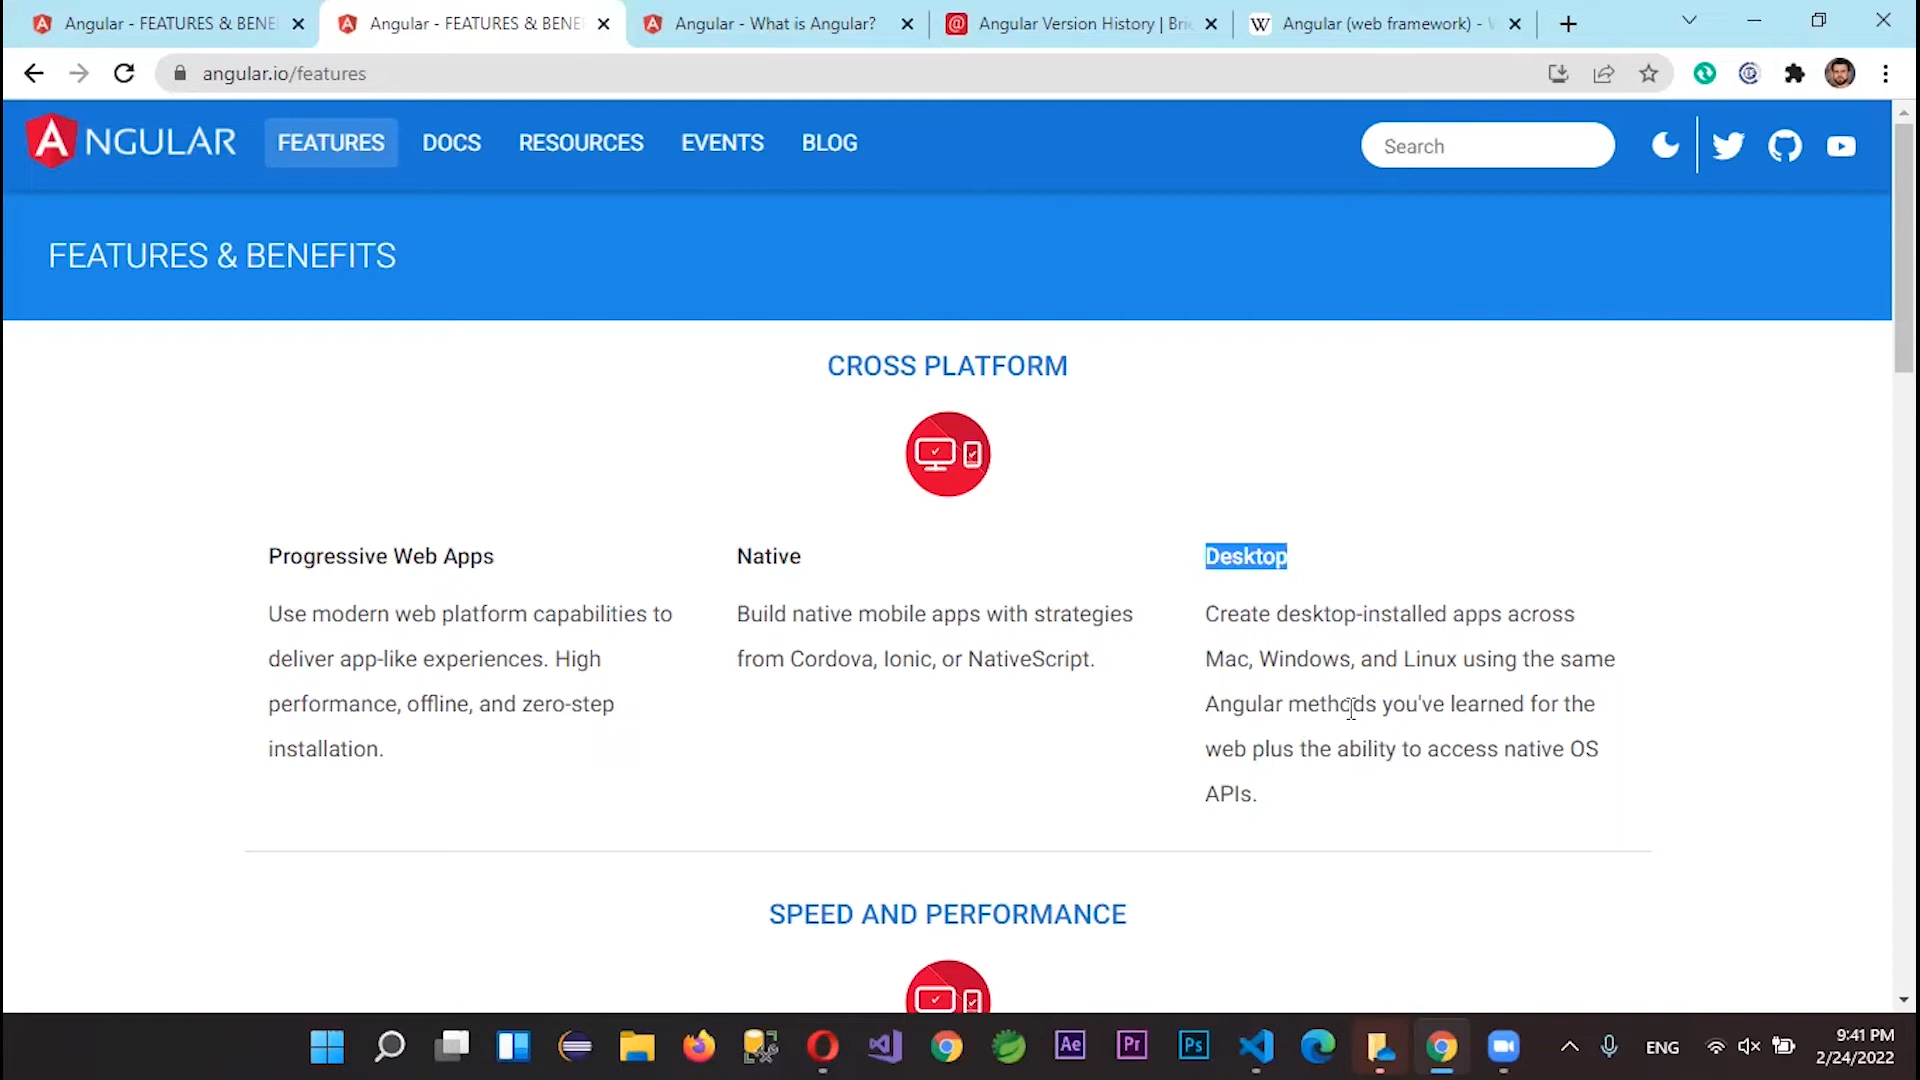 Angular - FEATURES & BENE
Angular - FEATURES & BENE
Angular - What is Angular?
Angular Version History | Bri
Angular (web framework) -
angular.io/features
ANGULAR
FEATURES
DOCS
RESOURCES
EVENTS
BLOG
Search
FEATURES & BENEFITS
CROSS PLATFORM
Progressive Web Apps
Use modern web platform capabilities to
deliver app-like experiences. High
performance, offline, and zero-step
installation.
Native
Build native mobile apps with strategies
from Cordova, Ionic, or NativeScript.
Desktop
Create desktop-installed apps across
Mac, Windows, and Linux using the same
Angular methods you've learned for the
web plus the ability to access native OS
APIs.
SPEED AND PERFORMANCE
Ae
Pr
Ps
ENG
9:41 PM
2/24/2022